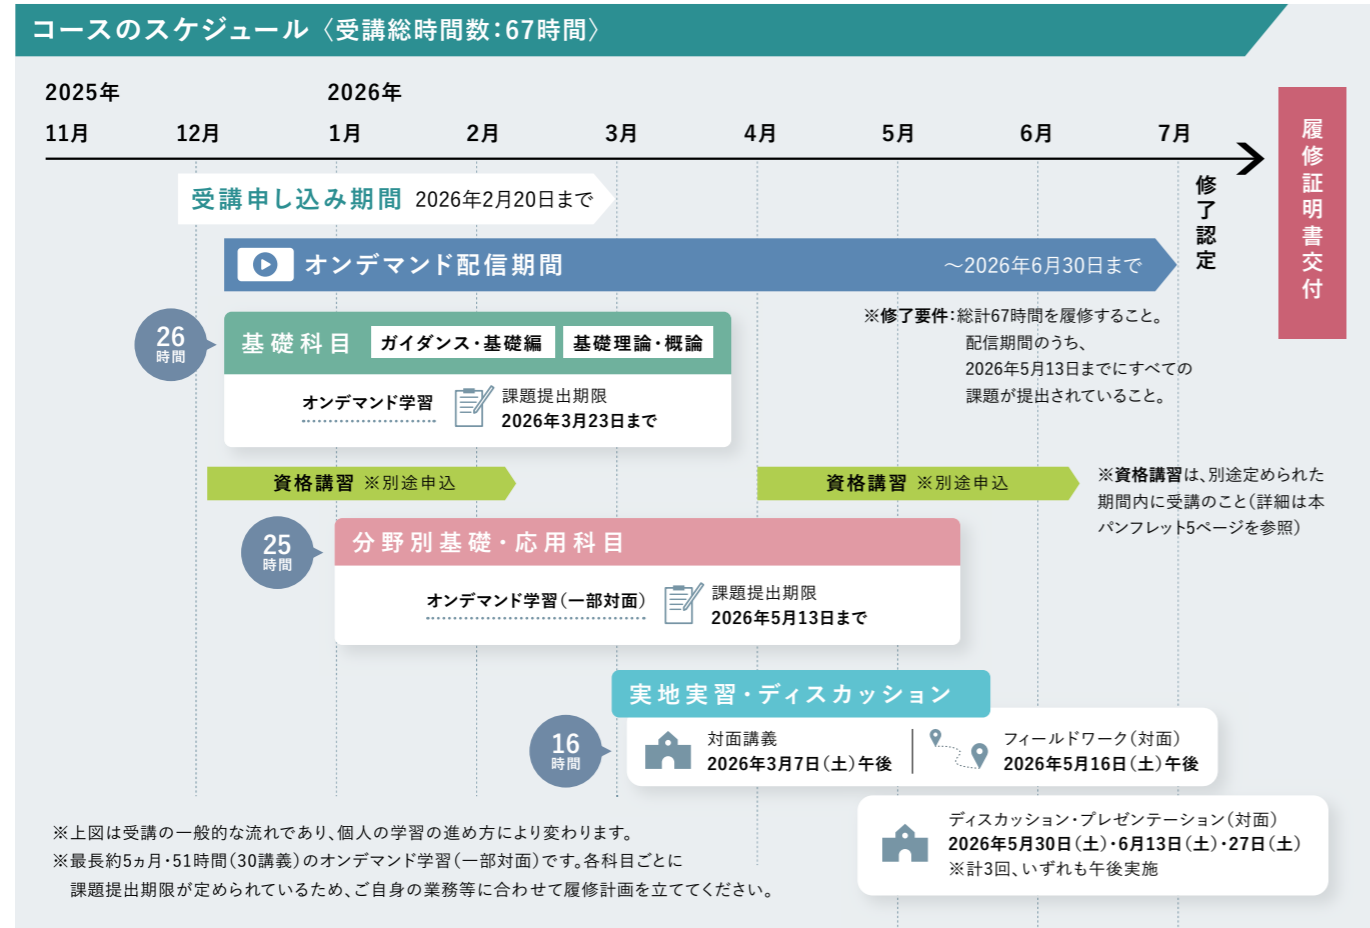 コースのスケジュール〈受講総時間数：67時間〉
2025年
2026年
11月
12月
1月
2月
3月
4月
5月
6月
7月
履修証明書交付
修了認定
受講申し込み期間 2026年2月20日まで
オンデマンド配信期間
～2026年6月30日まで
26
時間
基礎科目
ガイダンス・基礎編
基礎理論・概論
オンデマンド学習
課題提出期限
2026年3月23日まで
※修了要件：総計67時間を履修すること。
配信期間のうち、
2026年5月13日までにすべての
課題が提出されていること。
資格講習 ※別途申込
資格講習 ※別途申込
※資格講習は、別途定められた
期間内に受講のこと（詳細は本
パンフレット5ページを参照）
25
時間
分野別基礎・応用科目
オンデマンド学習（一部対面）
課題提出期限
2026年5月13日まで
実地実習・ディスカッション
16
時間
対面講義
2026年3月7日（土）午後
フィールドワーク（対面）
2026年5月16日（土）午後
ディスカッション・プレゼンテーション（対面）
2026年5月30日（土）・6月13日（土）・27日（土）
※計3回、いずれも午後実施
※上図は受講の一般的な流れであり、個人の学習の進め方により変わります。
※最長約5ヵ月・51時間（30講義）のオンデマンド学習（一部対面）です。各科目ごとに
課題提出期限が定められているため、ご自身の業務等に合わせて履修計画を立ててください。